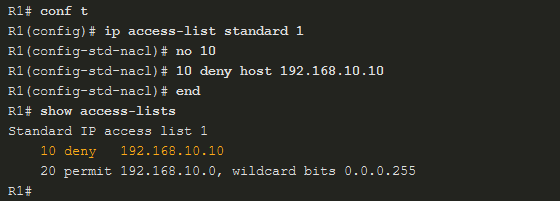 R1# conf t
R1(config)# ip access-list standard 1
R1(config-std-nacl)# no 10
R1(config-std-nacl)# 10 deny host 192.168.10.10
R1(config-std-nacl)# end
R1# show access-lists
Standard IP access list 1
    10 deny   192.168.10.10
    20 permit 192.168.10.0, wildcard bits 0.0.0.255
R1#